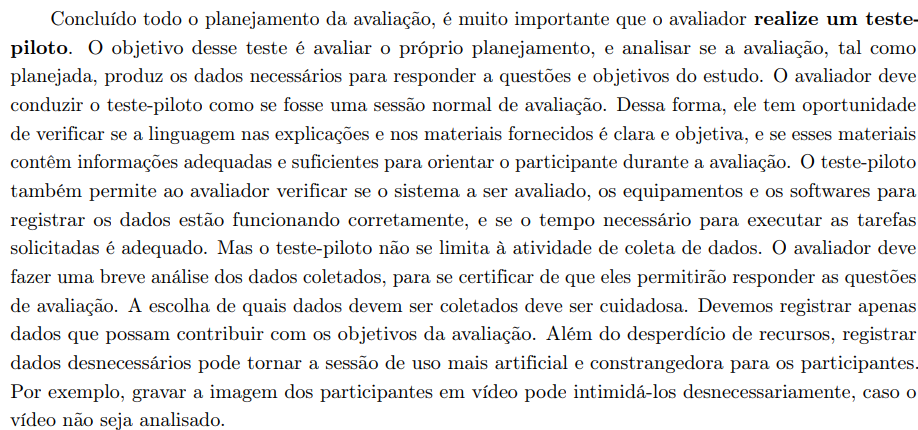 Concluído todo o planejamento da avaliação, é muito importante que o avaliador realize um teste-
piloto. O objetivo desse teste é avaliar o próprio planejamento, e analisar se a avaliação, tal como
planejada, produz os dados necessários para responder a questões e objetivos do estudo. O avaliador deve
conduzir o teste-piloto como se fosse uma sessão normal de avaliação. Dessa forma, ele tem oportunidade
de verificar se a linguagem nas explicações e nos materiais fornecidos é clara e objetiva, e se esses materiais
contêm informações adequadas e suficientes para orientar o participante durante a avaliação. O teste-piloto
também permite ao avaliador verificar se o sistema a ser avaliado, os equipamentos e os softwares para
registrar os dados estão funcionando corretamente, e se o tempo necessário para executar as tarefas
solicitadas é adequado. Mas o teste-piloto não se limita à atividade de coleta de dados. O avaliador deve
fazer uma breve análise dos dados coletados, para se certificar de que eles permitirão responder as questões
de avaliação. A escolha de quais dados devem ser coletados deve ser cuidadosa. Devemos registrar apenas
dados que possam contribuir com os objetivos da avaliação. Além do desperdício de recursos, registrar
dados desnecessários pode tornar a sessão de uso mais artificial e constrangedora para os participantes.
Por exemplo, gravar a imagem dos participantes em vídeo pode intimidá-los desnecessariamente, caso o
vídeo não seja analisado.